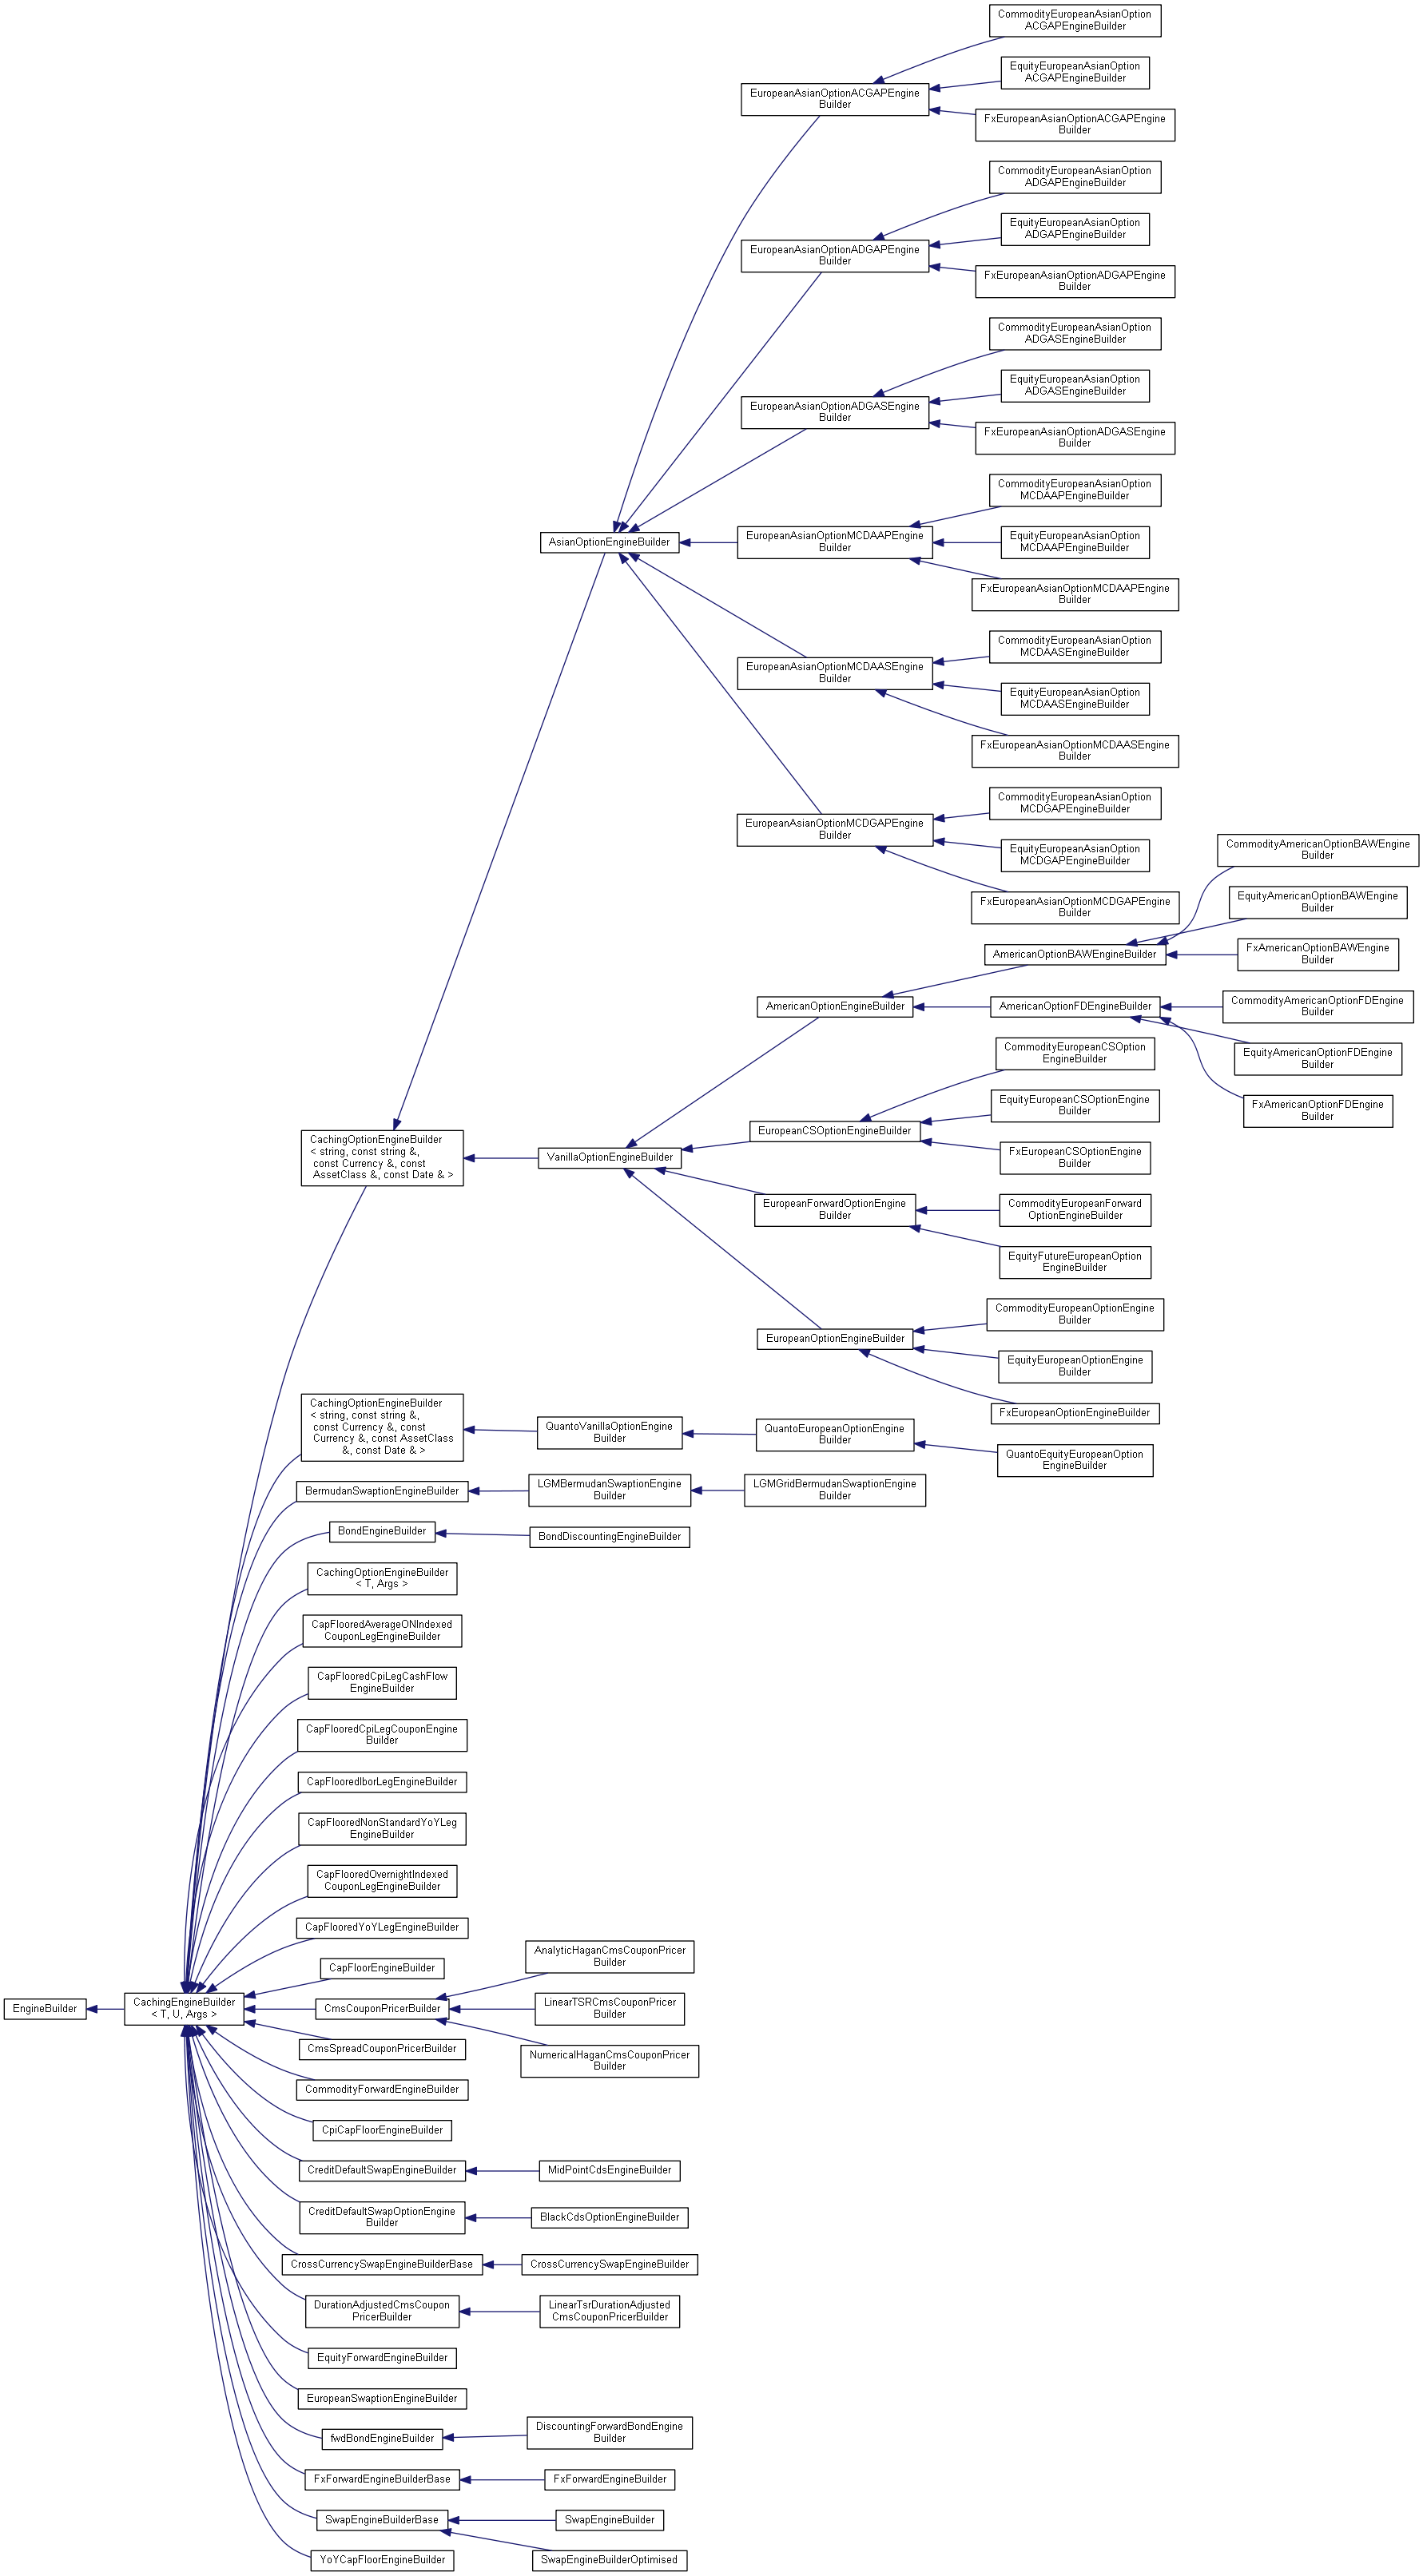 CommodityEuropeanAsianOption
ACGAPEngineBuilder
EquityEuropeanAsianOption
ACGAPEngineBuilder
EuropeanAsianOptionACGAPEngine
Builder
FxEuropeanAsianOptionACGAPEngine
Builder
CommodityEuropeanAsianOption
ADGAPEngineBuilder
EquityEuropeanAsianOption
ADGAPEngineBuilder
EuropeanAsianOptionADGAPEngine
Builder
FxEuropeanAsianOptionADGAPEngine
Builder
CommodityEuropeanAsianOption
ADGASEngineBuilder
EquityEuropeanAsianOption
ADGASEngineBuilder
EuropeanAsianOptionADGASEngine
Builder
FxEuropeanAsianOptionADGASEngine
Builder
CommodityEuropeanAsianOption
MCDAAPEngineBuilder
AsianOptionEngineBuilder
EuropeanAsianOptionMCDAAPEngine
Builder
EquityEuropeanAsianOption
MCDAAPEngineBuilder
FxEuropeanAsianOptionMCDAAPEngine
Builder
CommodityEuropeanAsianOption
MCDAASEngineBuilder
EuropeanAsianOptionMCDAASEngine
Builder
EquityEuropeanAsianOption
MCDAASEngineBuilder
FxEuropeanAsianOptionMCDAASEngine
Builder
CommodityEuropeanAsianOption
MCDGAPEngineBuilder
EuropeanAsianOptionMCDGAPEngine
Builder
EquityEuropeanAsianOption
MCDGAPEngineBuilder
FxEuropeanAsianOptionMCDGAPEngine
Builder
CommodityAmericanOptionBAWEngine
Builder
EquityAmericanOptionBAWEngine
Builder
AmericanOptionBAWEngineBuilder
FxAmericanOptionBAWEngine
Builder
AmericanOptionEngineBuilder
AmericanOptionFDEngineBuilder
CommodityAmericanOptionFDEngine
Builder
EquityAmericanOptionFDEngine
Builder
FxAmericanOptionFDEngine
Builder
CommodityEuropeanCSOption
EngineBuilder
EquityEuropeanCSOptionEngine
Builder
EuropeanCSOptionEngineBuilder
FxEuropeanCSOptionEngine
Builder
CachingOptionEngineBuilder
< string, const string &,
const Currency &, const
AssetClass &, const Date & >
VanillaOptionEngineBuilder
EuropeanForwardOptionEngine
Builder
CommodityEuropeanForward
OptionEngineBuilder
EquityFutureEuropeanOption
EngineBuilder
CommodityEuropeanOptionEngine
Builder
EuropeanOptionEngineBuilder
EquityEuropeanOptionEngine
Builder
FxEuropeanOptionEngineBuilder
CachingOptionEngineBuilder
< string, const string &,
const Currency &, const
Currency &, const AssetClass
&, const Date & >
QuantoVanillaOptionEngine
Builder
QuantoEuropeanOptionEngine
Builder
QuantoEquityEuropeanOption
EngineBuilder
BermudanSwaptionEngineBuilder
LGMBermudanSwaptionEngine
Builder
LGMGridBermudanSwaptionEngine
Builder
BondEngineBuilder
BondDiscountingEngineBuilder
CachingOptionEngineBuilder
< T, Args >
CapFlooredAverageONIndexed
CouponLegEngineBuilder
CapFlooredCpiLegCashFlow
EngineBuilder
CapFlooredCpiLegCouponEngine
Builder
CapFlooredIborLegEngineBuilder
CapFlooredNonStandardYoYLeg
EngineBuilder
CapFlooredOvernightIndexed
CouponLegEngineBuilder
CapFlooredYoYLegEngineBuilder
CapFloorEngineBuilder
AnalyticHaganCmsCouponPricer
Builder
EngineBuilder
CachingEngineBuilder
< T, U, Args >
CmsCouponPricerBuilder
LinearTSRCmsCouponPricer
Builder
NumericalHaganCmsCouponPricer
Builder
CmsSpreadCouponPricerBuilder
CommodityForwardEngineBuilder
CpiCapFloorEngineBuilder
CreditDefaultSwapEngineBuilder
MidPointCdsEngineBuilder
CreditDefaultSwapOptionEngine
Builder
BlackCdsOptionEngineBuilder
CrossCurrencySwapEngineBuilderBase
CrossCurrencySwapEngineBuilder
DurationAdjustedCmsCoupon
PricerBuilder
LinearTsrDurationAdjusted
CmsCouponPricerBuilder
EquityForwardEngineBuilder
EuropeanSwaptionEngineBuilder
fwdBondEngineBuilder
DiscountingForwardBondEngine
Builder
FxForwardEngineBuilderBase
FxForwardEngineBuilder
SwapEngineBuilderBase
SwapEngineBuilder
SwapEngineBuilderOptimised
YoYCapFloorEngineBuilder